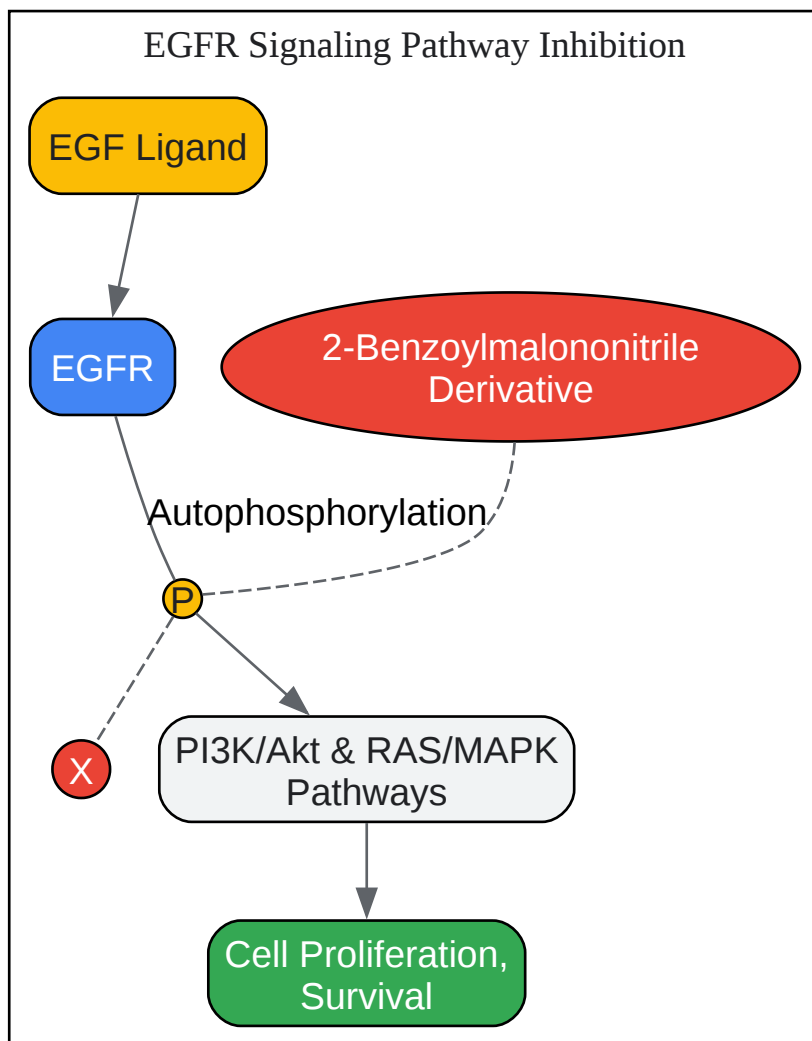 EGFR Signaling Pathway Inhibition
EGF Ligand
EGFR
2-Benzoylmalononitrile
Derivative
Autophosphorylation
P
X
PI3K/Akt & RAS/MAPK
Pathways
Cell Proliferation,
Survival